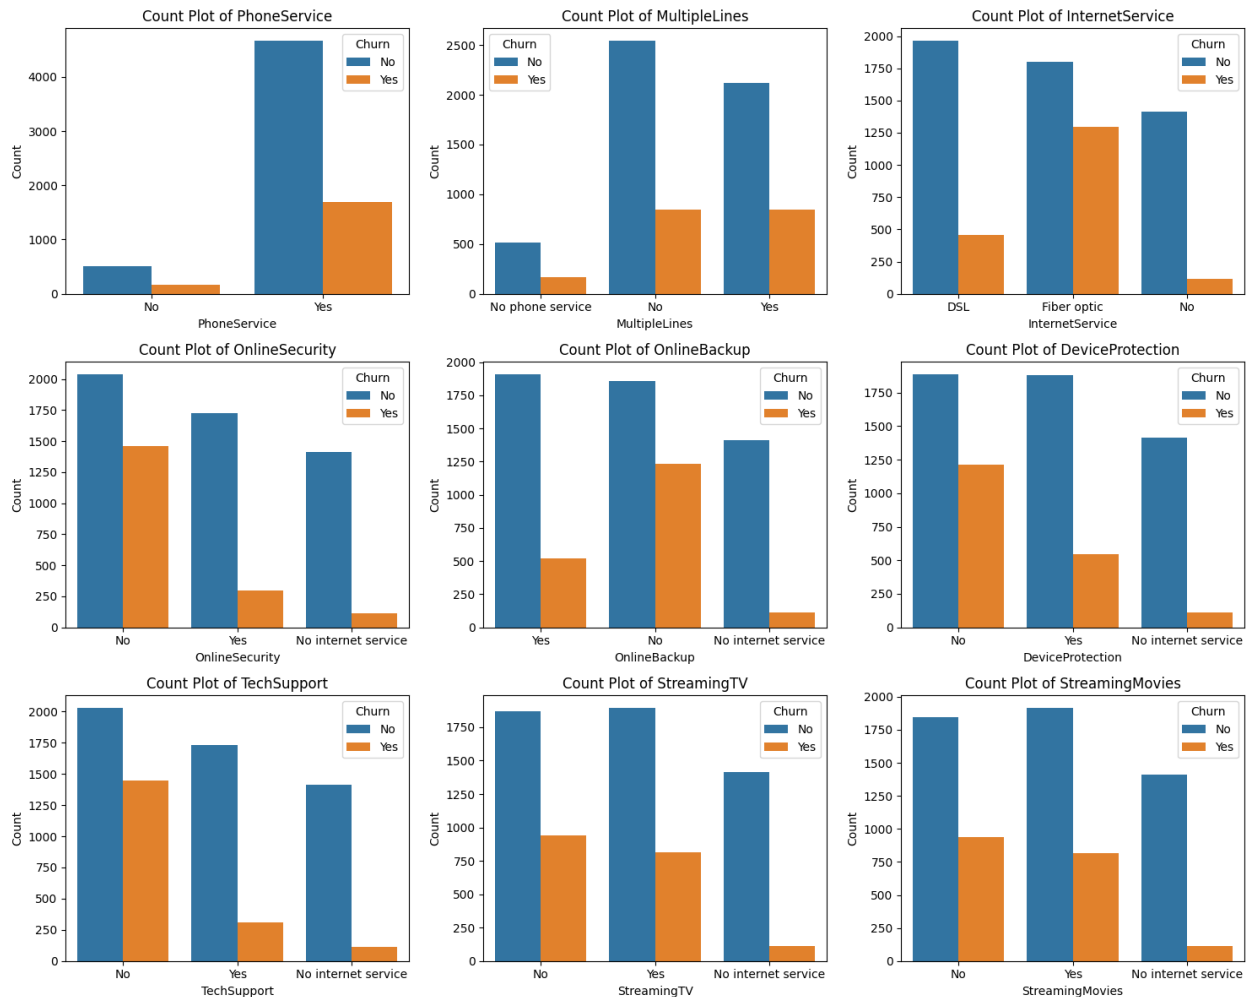 Count Plot of PhoneService
Count
4000
3000
2000
1000
0
Churn
No
Yes
No Yes
PhoneService
Count Plot of MultipleLines
Count
2500
2000
1500
1000
500
0
Churn
No
Yes
No phone service No Yes
MultipleLines
Count Plot of InternetService
Count
2000
1750
1500
1250
1000
750
500
250
0
Churn
No
Yes
DSL Fiber optic No
InternetService
Count Plot of OnlineSecurity
Count
2000
1750
1500
1250
1000
750
500
250
0
Churn
No
Yes
No Yes No internet service
OnlineSecurity
Count Plot of OnlineBackup
Count
2000
1750
1500
1250
1000
750
500
250
0
Churn
No
Yes
Yes No No internet service
OnlineBackup
Count Plot of DeviceProtection
Count
1750
1500
1250
1000
750
500
250
0
Churn
No
Yes
No Yes No internet service
DeviceProtection
Count Plot of TechSupport
Count
2000
1750
1500
1250
1000
750
500
250
0
Churn
No
Yes
No Yes No internet service
TechSupport
Count Plot of StreamingTV
Count
1750
1500
1250
1000
750
500
250
0
Churn
No
Yes
No Yes No internet service
StreamingTV
Count Plot of StreamingMovies
Count
2000
1750
1500
1250
1000
750
500
250
0
Churn
No
Yes
No Yes No internet service
StreamingMovies